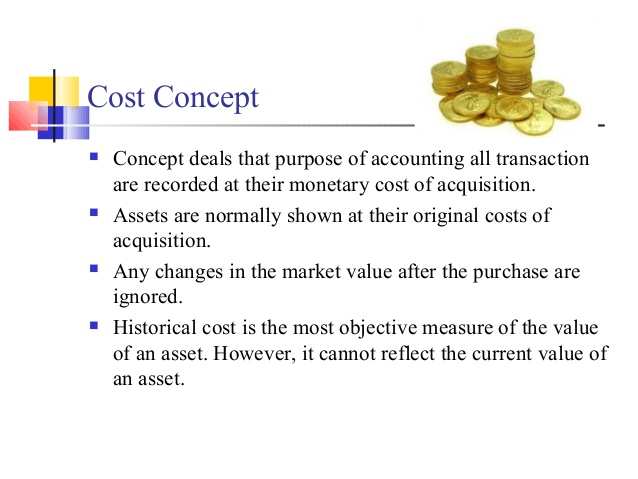 Cost Concept
Concept deals that purpose of accounting all transaction
are recorded at their monetary cost of acquisition.
Assets are normally shown at their original costs of
acquisition.
Any changes in the market value after the purchase are
ignored.
Historical cost is the most objective measure of the value
of an asset. However, it cannot reflect the current value of
an asset.